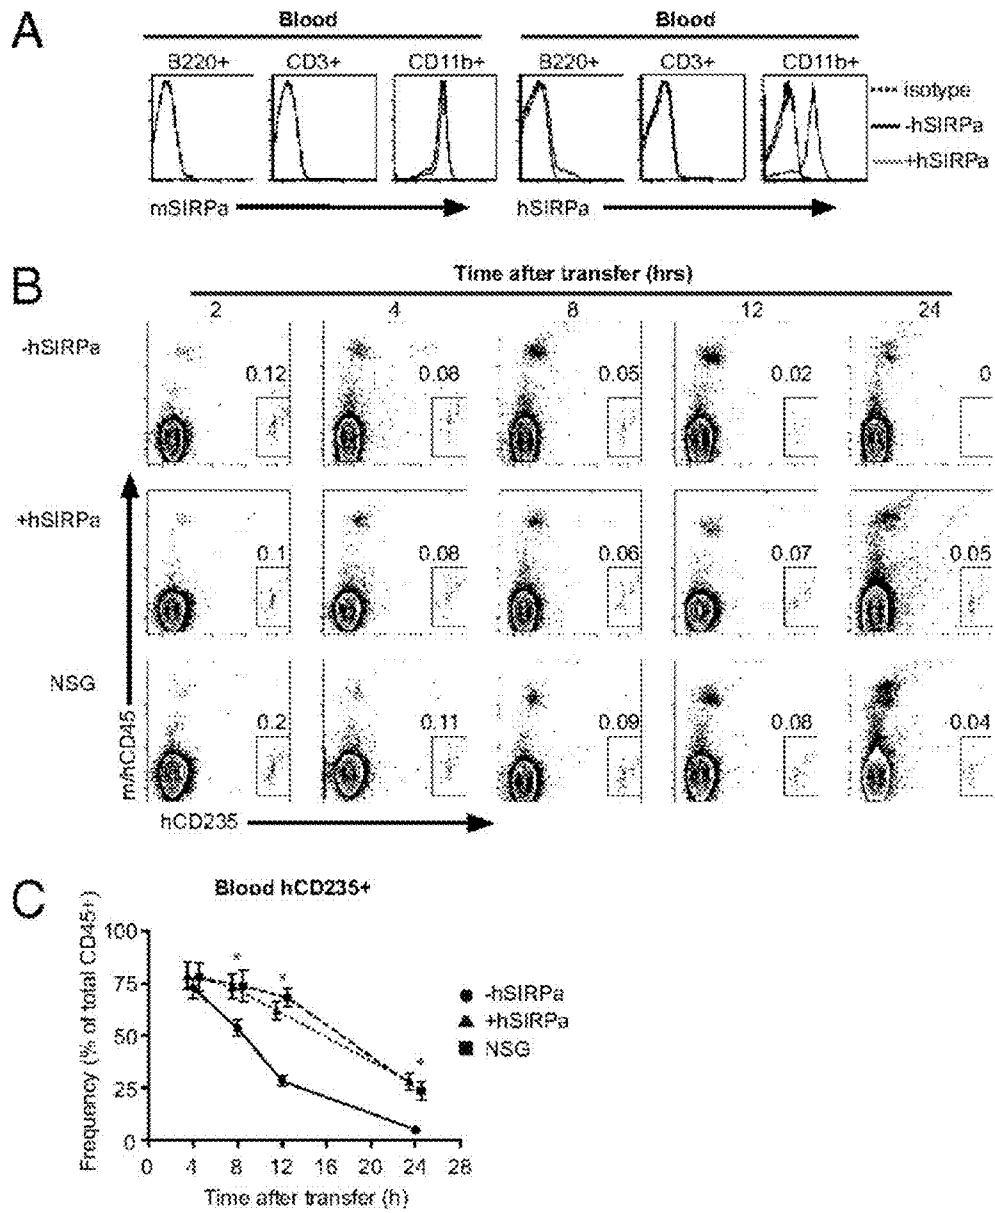 A
Blood Blood
B220+ CD3+ CD11b+ B220+ CD3+ CD11b+
isotype
-hSIRPa
+hSIRPa
mSIRPa hSIRPa
B
Time after transfer (hrs)
2 4 8 12 24
-hSIRPa
0.12 0.08 0.05 0.02 0
+hSIRPa
0.1 0.08 0.06 0.07 0.05
NSG
0.2 0.11 0.09 0.08 0.04
m/hCD45
hCD235
C
Blood hCD235+
Frequency (% of total CD45+)
100
75
50
25
0
* * *
-hSIRPa
+hSIRPa
NSG
0 4 8 12 16 20 24 28
Time after transfer (h)